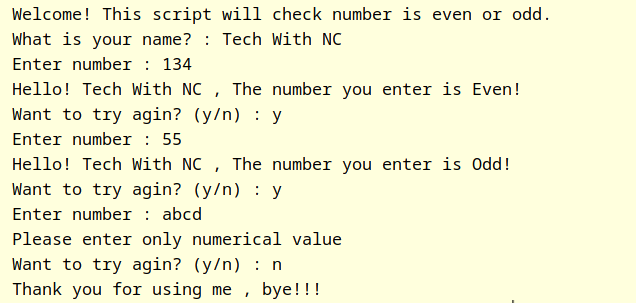 Welcome! This script will check number is even or odd.
What is your name? : Tech With NC
Enter number : 134
Hello! Tech With NC , The number you enter is Even!
Want to try agin? (y/n) : y
Enter number : 55
Hello! Tech With NC , The number you enter is Odd!
Want to try agin? (y/n) : y
Enter number : abcd
Please enter only numerical value
Want to try agin? (y/n) : n
Thank you for using me , bye!!!